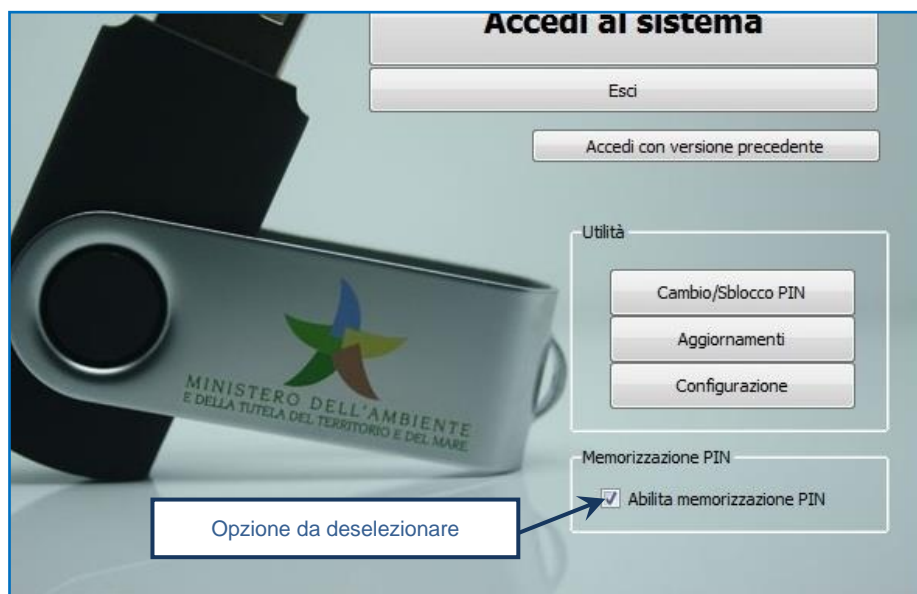 Accedi al sistema
Esci
Accedi con versione precedente
Utilità
Cambio/Sblocco PIN
Aggiornamenti
Configurazione
MINISTERO DELL'AMBIENTE
E DELLA TUTELA DEL TERRITORIO E DEL MARE
Memorizzazione PIN
Abilita memorizzazione PIN
Opzione da deselezionare